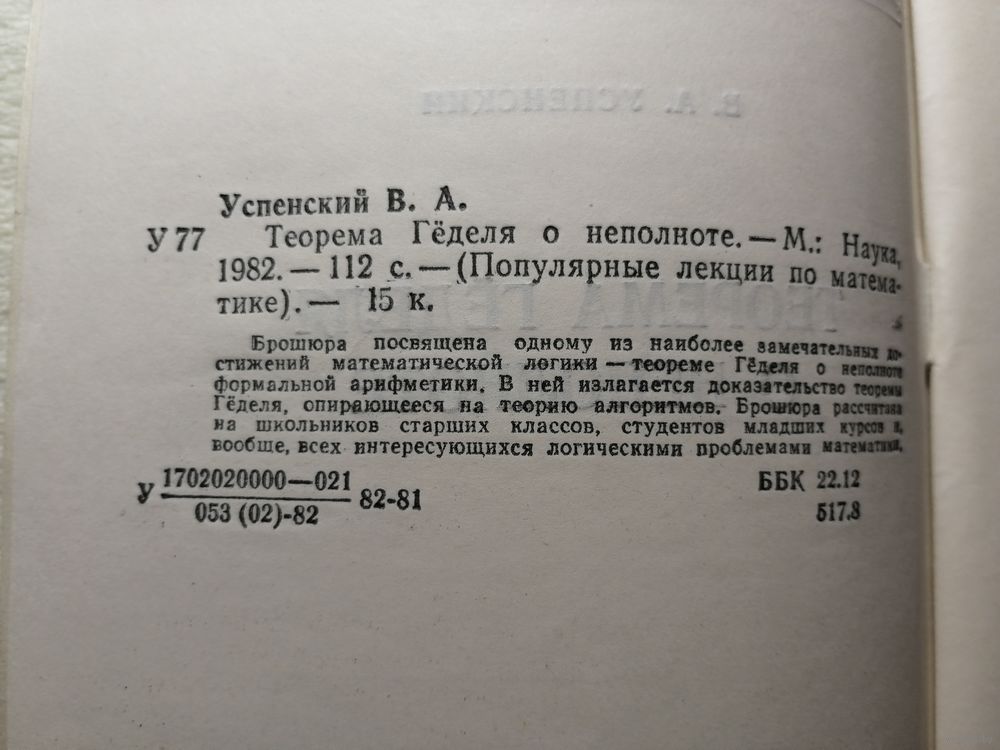 Успенский В. А.
У 77 Теорема Гёделя о неполноте. — М.: Наука,
1982. — 112 с. — (Популярные лекции по матема-
тике). — 15 к.
Брошюра посвящена одному из наиболее замечательных до-
стижений математической логики — теореме Гёделя о неполноте
формальной арифметики. В ней излагается доказательство теоремы
Гёделя, опирающееся на теорию алгоритмов. Брошюра рассчитана
на школьников старших классов, студентов младших курсов и,
вообще, всех интересующихся логическими проблемами математики.
У 1702020000—021
053 (02)-82 82-81
ББК 22.12
517.8